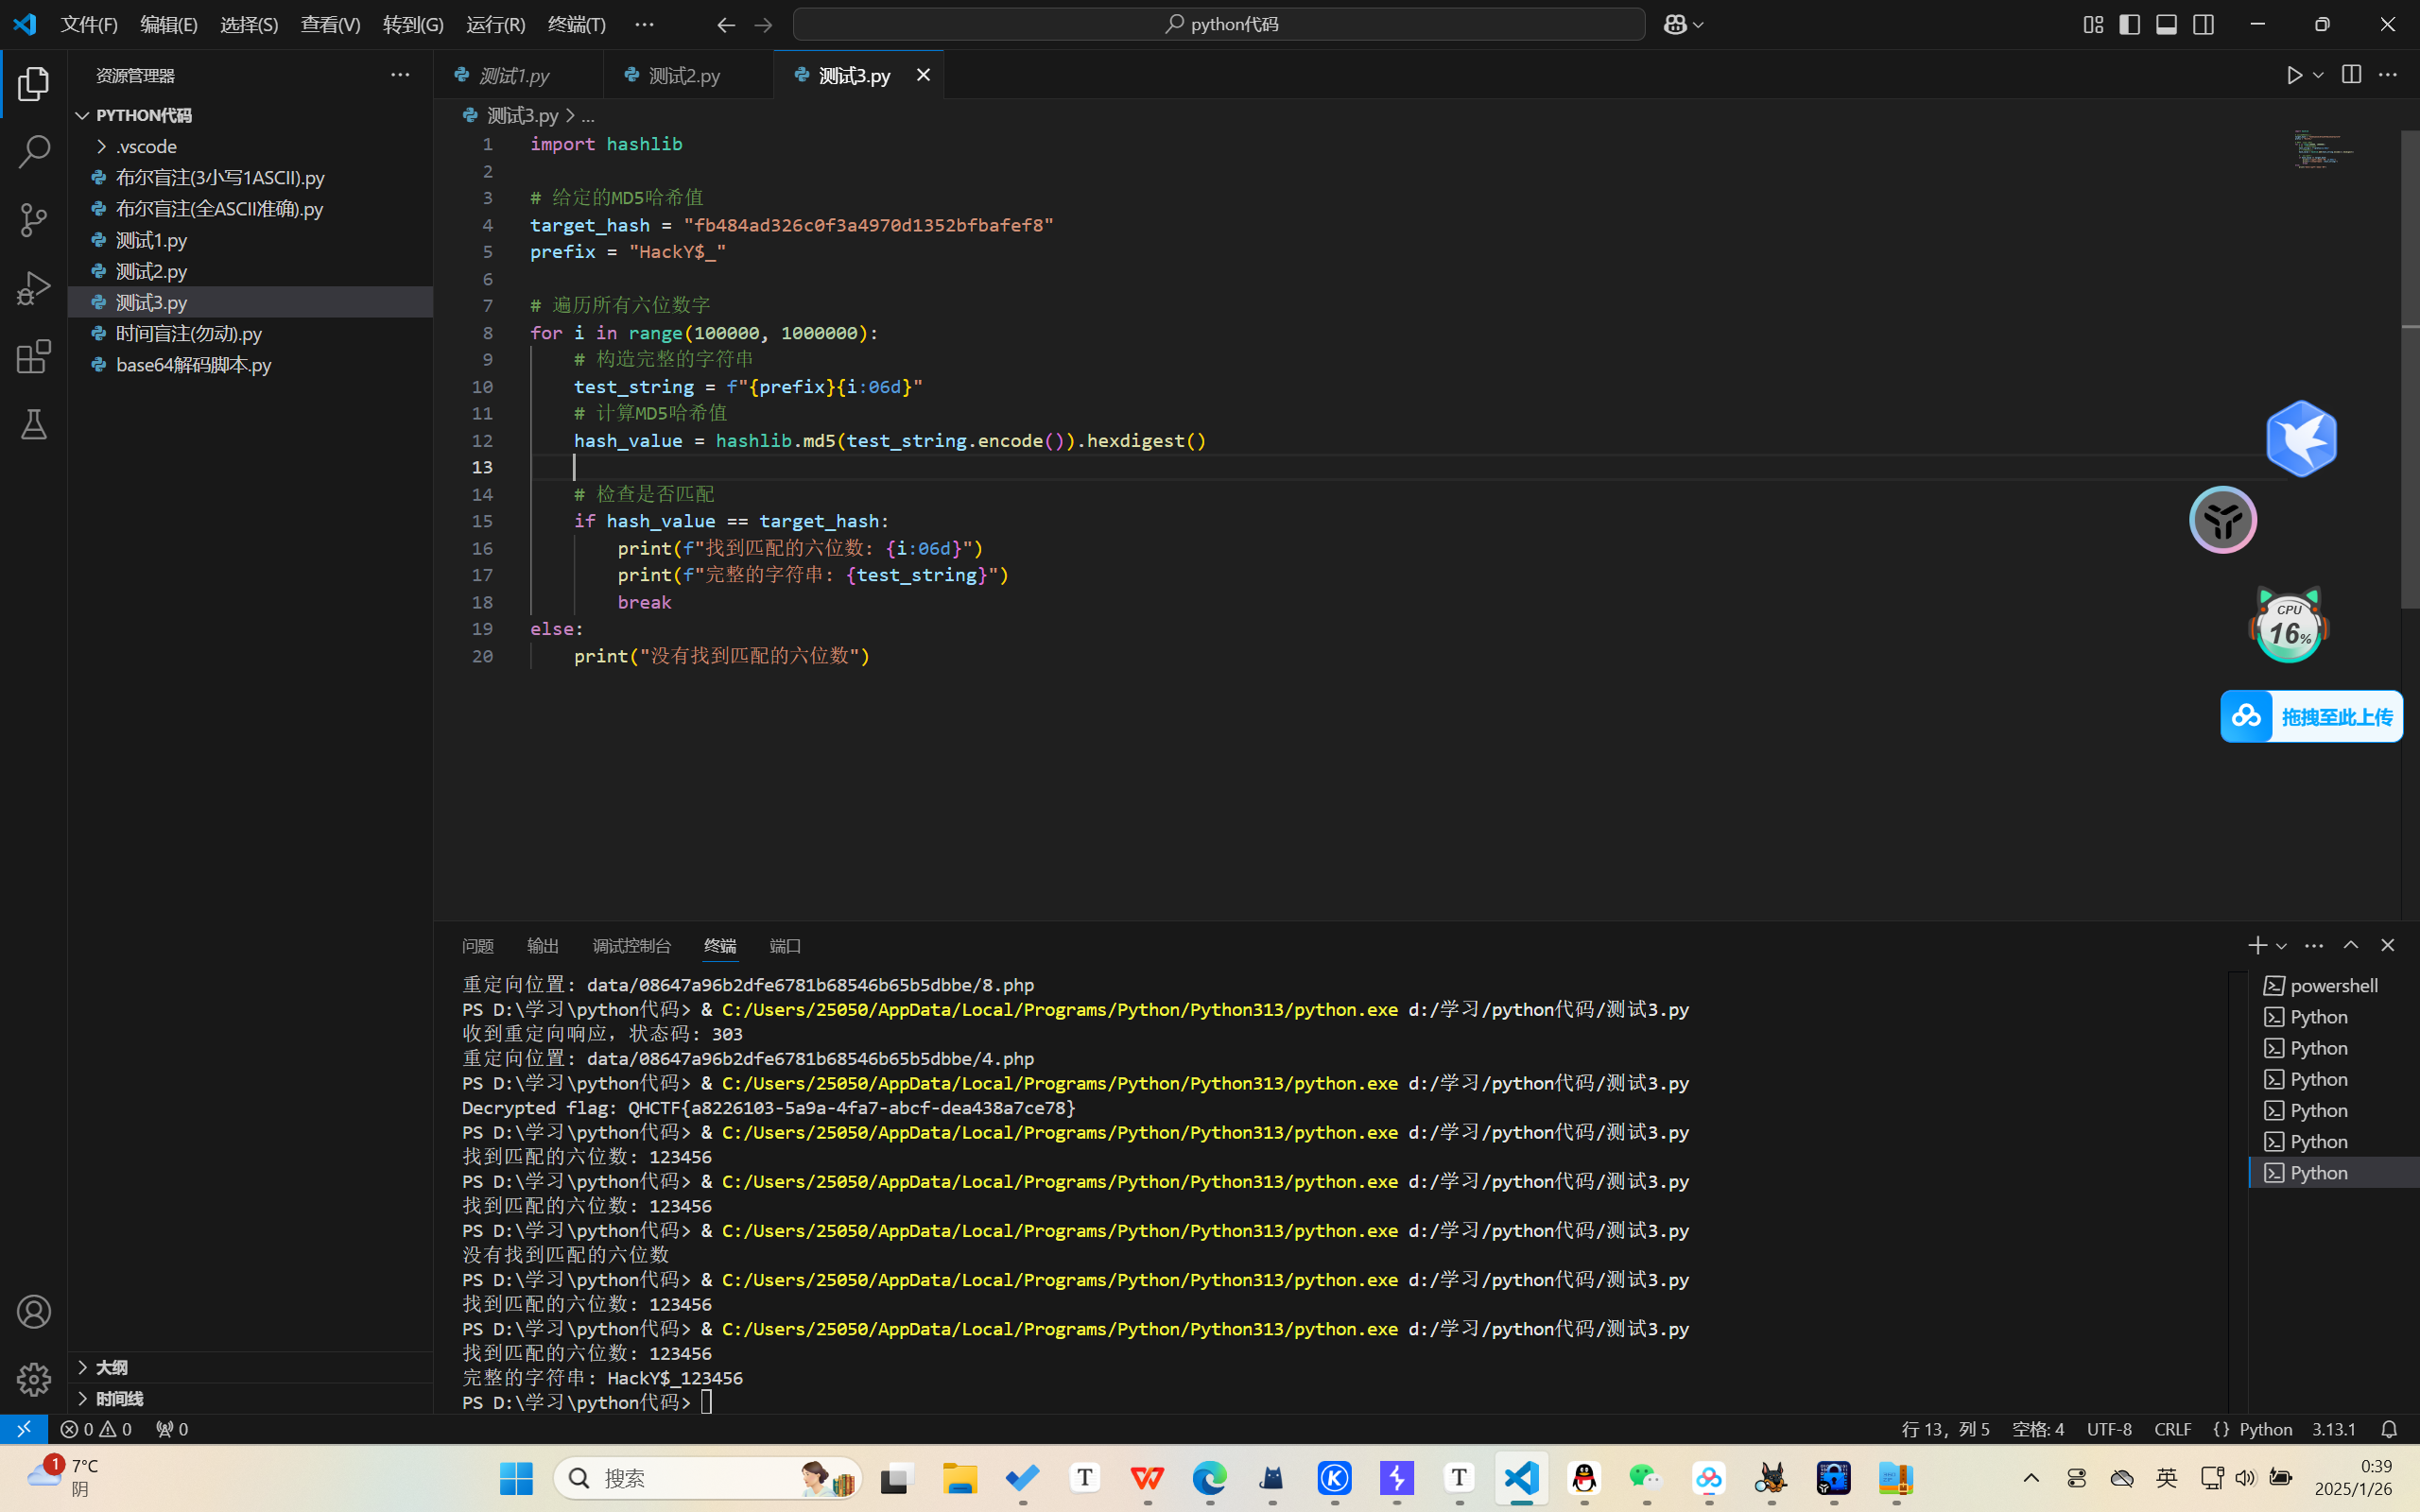 文件(F) 编辑(E) 选择(S) 查看(V) 转到(G) 运行(R) 终端(T) ··· python代码
资源管理器
PYTHON代码
.vscode
布尔盲注(3小写1ASCII).py
布尔盲注(全ASCII准确).py
测试1.py
测试2.py
测试3.py
时间盲注(勿动).py
base64解码脚本.py
大纲
时间线
测试1.py 测试2.py 测试3.py
测试3.py > ...
1 import hashlib
2
3 # 给定的MD5哈希值
4 target_hash = "fb484ad326c0f3a4970d1352bfbafef8"
5 prefix = "HackY$_"
6
7 # 遍历所有六位数字
8 for i in range(100000, 1000000):
9 # 构造完整的字符串
10 test_string = f"{prefix}{i:06d}"
11 # 计算MD5哈希值
12 hash_value = hashlib.md5(test_string.encode()).hexdigest()
13
14 # 检查是否匹配
15 if hash_value == target_hash:
16 print(f"找到匹配的六位数: {i:06d}")
17 print(f"完整的字符串: {test_string}")
18 break
19 else:
20 print("没有找到匹配的六位数")
CPU
16%
拖拽至此上传
问题 输出 调试控制台 终端 端口
重定向位置: data/08647a96b2dfe6781b68546b65b5dbbe/8.php
PS D:\学习\python代码> & C:/Users/25050/AppData/Local/Programs/Python/Python313/python.exe d:/学习/python代码/测试3.py
收到重定向响应，状态码: 303
重定向位置: data/08647a96b2dfe6781b68546b65b5dbbe/4.php
PS D:\学习\python代码> & C:/Users/25050/AppData/Local/Programs/Python/Python313/python.exe d:/学习/python代码/测试3.py
Decrypted flag: QHCTF{a8226103-5a9a-4fa7-abcf-dea438a7ce78}
PS D:\学习\python代码> & C:/Users/25050/AppData/Local/Programs/Python/Python313/python.exe d:/学习/python代码/测试3.py
找到匹配的六位数: 123456
PS D:\学习\python代码> & C:/Users/25050/AppData/Local/Programs/Python/Python313/python.exe d:/学习/python代码/测试3.py
找到匹配的六位数: 123456
PS D:\学习\python代码> & C:/Users/25050/AppData/Local/Programs/Python/Python313/python.exe d:/学习/python代码/测试3.py
没有找到匹配的六位数
PS D:\学习\python代码> & C:/Users/25050/AppData/Local/Programs/Python/Python313/python.exe d:/学习/python代码/测试3.py
找到匹配的六位数: 123456
PS D:\学习\python代码> & C:/Users/25050/AppData/Local/Programs/Python/Python313/python.exe d:/学习/python代码/测试3.py
找到匹配的六位数: 123456
完整的字符串: HackY$_123456
PS D:\学习\python代码>
powershell
Python
Python
Python
Python
Python
Python
0 0 0 行 13，列 5 空格: 4 UTF-8 CRLF {} Python 3.13.1
1 7°C
阴
搜索
英
0:39
2025/1/26